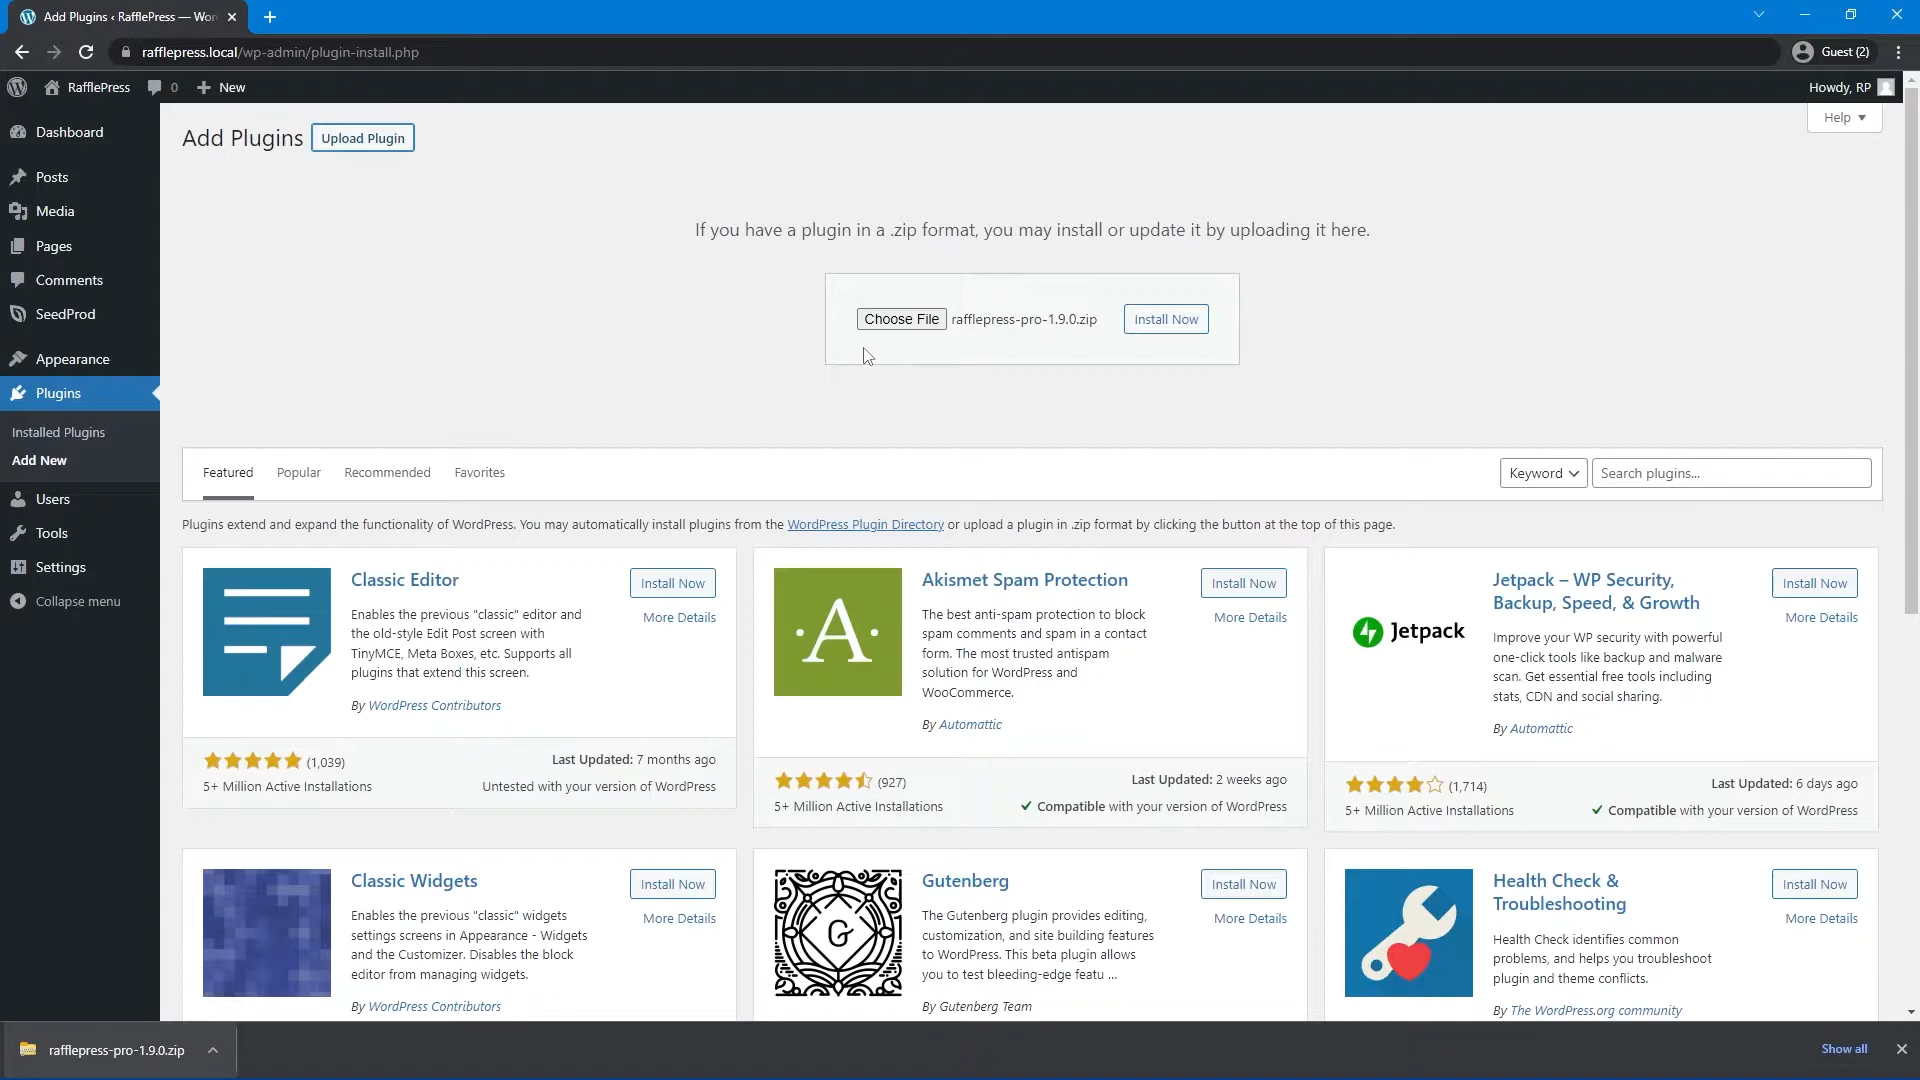 Add Plugins ‹ RafflePress — Wor
rafflepress.local/wp-admin/plugin-install.php
Guest (2)
RafflePress
0
New
Howdy, RP
Dashboard
Posts
Media
Pages
Comments
SeedProd
Appearance
Plugins
Installed Plugins
Add New
Users
Tools
Settings
Collapse menu
Add Plugins
Upload Plugin
Help
If you have a plugin in a .zip format, you may install or update it by uploading it here.
Choose File rafflepress-pro-1.9.0.zip
Install Now
Featured
Popular
Recommended
Favorites
Keyword
Search plugins...
Plugins extend and expand the functionality of WordPress. You may automatically install plugins from the WordPress Plugin Directory or upload a plugin in .zip format by clicking the button at the top of this page.
Classic Editor
Install Now
More Details
Enables the previous "classic" editor and
the old-style Edit Post screen with
TinyMCE, Meta Boxes, etc. Supports all
plugins that extend this screen.
By WordPress Contributors
(1,039)
Last Updated: 7 months ago
5+ Million Active Installations
Untested with your version of WordPress
A
Akismet Spam Protection
Install Now
More Details
The best anti-spam protection to block
spam comments and spam in a contact
form. The most trusted antispam
solution for WordPress and
WooCommerce.
By Automattic
(927)
Last Updated: 2 weeks ago
5+ Million Active Installations
Compatible with your version of WordPress
Jetpack
Jetpack – WP Security,
Backup, Speed, & Growth
Install Now
More Details
Improve your WP security with powerful
one-click tools like backup and malware
scan. Get essential free tools including
stats, CDN and social sharing.
By Automattic
(1,714)
Last Updated: 6 days ago
5+ Million Active Installations
Compatible with your version of WordPress
Classic Widgets
Install Now
More Details
Enables the previous "classic" widgets
settings screens in Appearance - Widgets
and the Customizer. Disables the block
editor from managing widgets.
By WordPress Contributors
G
Gutenberg
Install Now
More Details
The Gutenberg plugin provides editing,
customization, and site building features
to WordPress. This beta plugin allows
you to test bleeding-edge featu ...
By Gutenberg Team
Health Check &
Troubleshooting
Install Now
More Details
Health Check identifies common
problems, and helps you troubleshoot
plugin and theme conflicts.
By The WordPress.org community
rafflepress-pro-1.9.0.zip
Show all